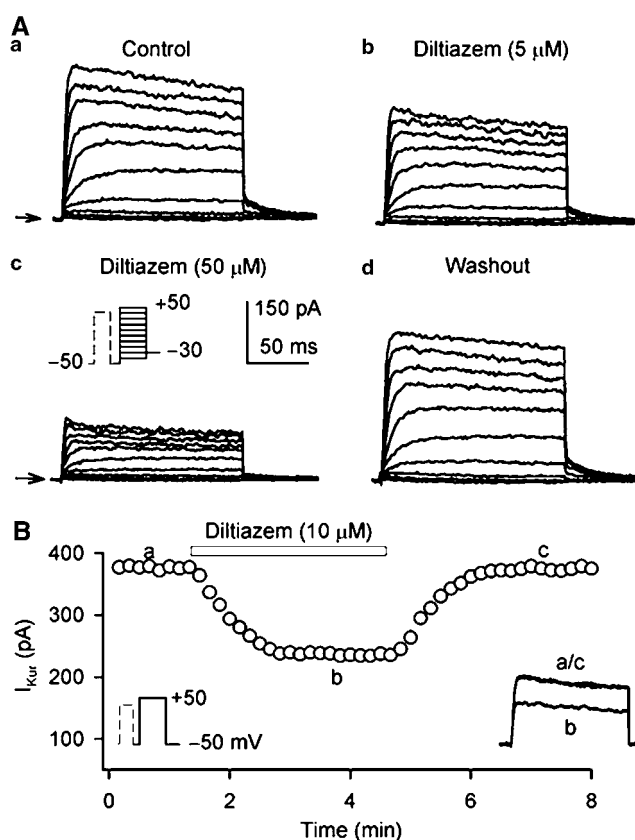 A
a
Control
b
Diltiazem (5 μM)
c
Diltiazem (50 μM)
+50
−50
−30
150 pA
50 ms
d
Washout
B
Diltiazem (10 μM)
a
b
c
400
300
200
100
I_Kur (pA)
+50
−50 mV
a/c
b
0
2
4
6
8
Time (min)